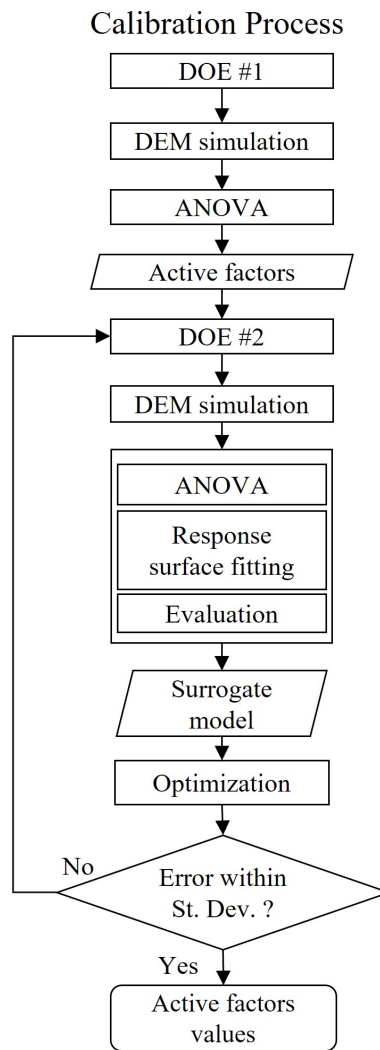 Calibration Process
DOE #1
DEM simulation
ANOVA
Active factors
DOE #2
DEM simulation
ANOVA
Response
surface fitting
Evaluation
Surrogate
model
Optimization
No
Error within
St. Dev. ?
Yes
Active factors
values